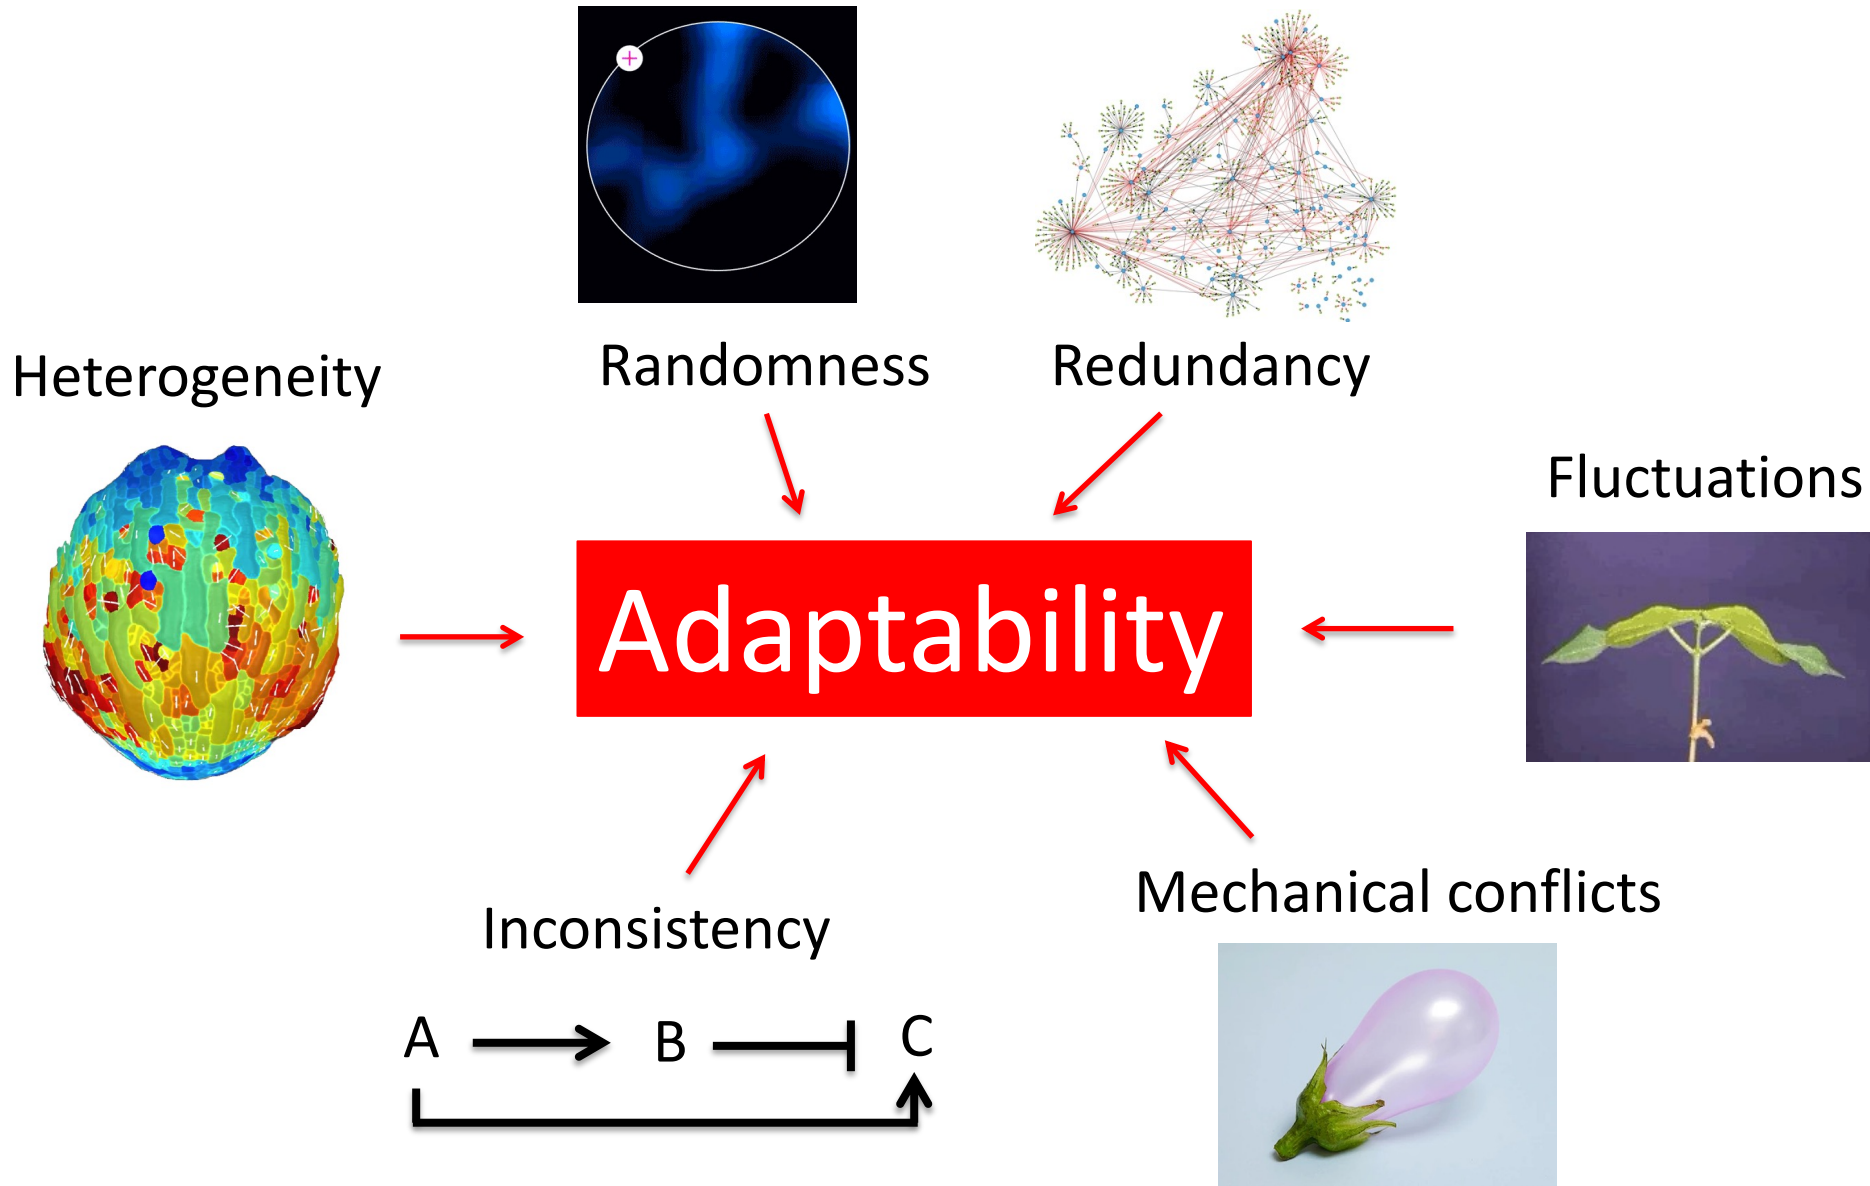 Randomness
Redundancy
Heterogeneity
Fluctuations
Adaptability
Mechanical conflicts
Inconsistency
A B C